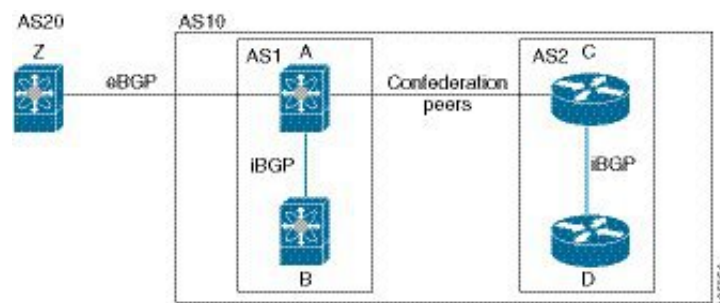 AS20
AS10
Z
AS1
A
AS2
C
eBGP
Confederation
peers
iBGP
iBGP
B
D